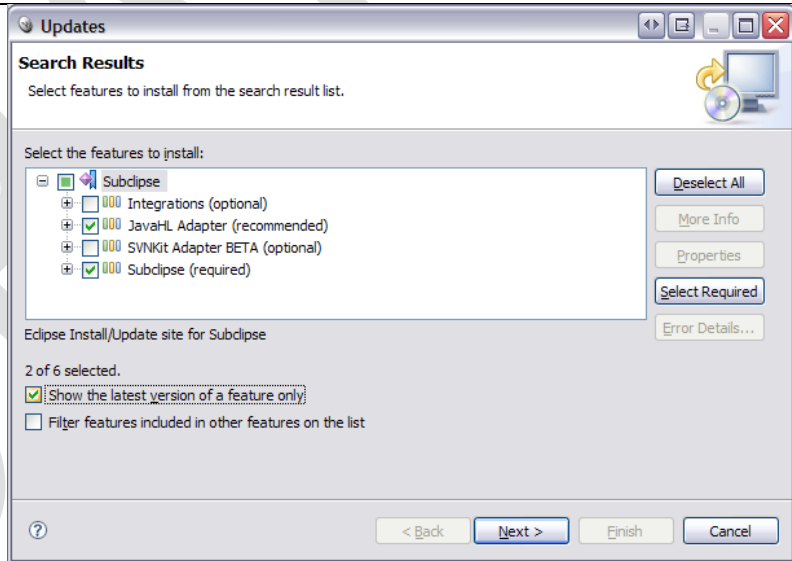 Updates
Search Results
Select features to install from the search result list.
Select the features to install:
Subclipse
Integrations (optional)
JavaHL Adapter (recommended)
SVNKit Adapter BETA (optional)
Subclipse (required)
Deselect All
More Info
Properties
Select Required
Error Details...
Eclipse Install/Update site for Subclipse
2 of 6 selected.
Show the latest version of a feature only
Filter features included in other features on the list
? < Back Next > Finish Cancel